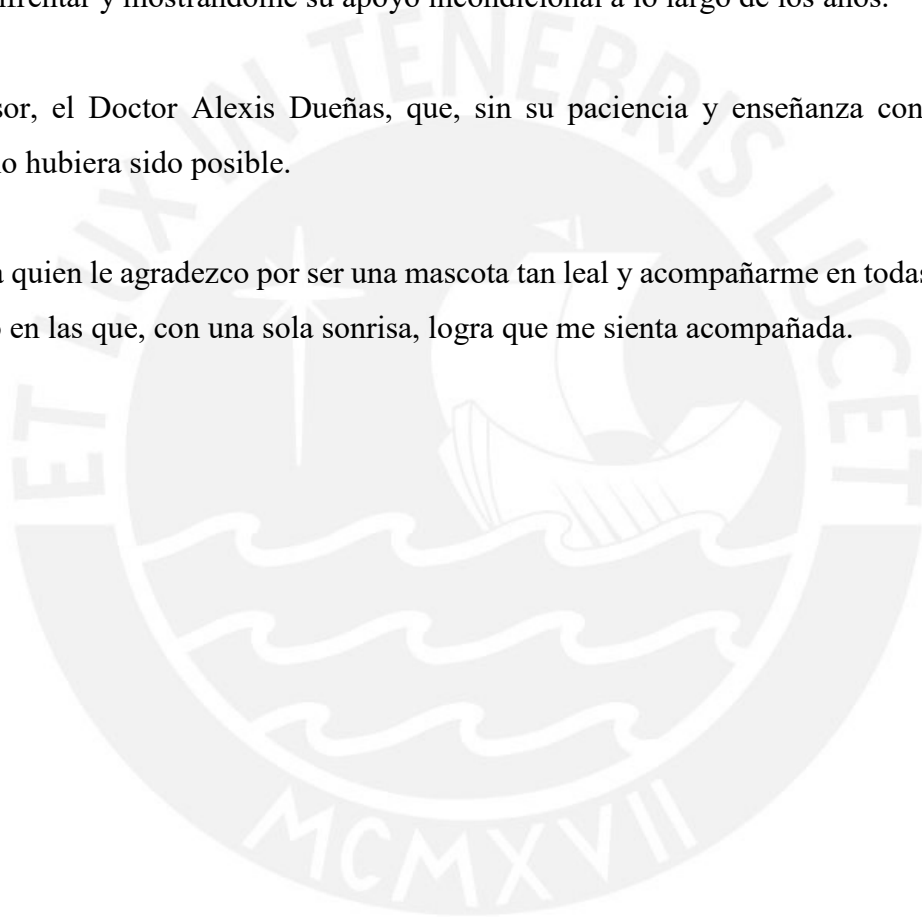 frentar y mostrándome su apoyo incondicional a lo largo de los años.
sor, el Doctor Alexis Dueñas, que, sin su paciencia y enseñanza con
o hubiera sido posible.
a quien le agradezco por ser una mascota tan leal y acompañarme en todas
o en las que, con una sola sonrisa, logra que me sienta acompañada.
ET LUX IN TENEBRIS LUCET
MCMXVII